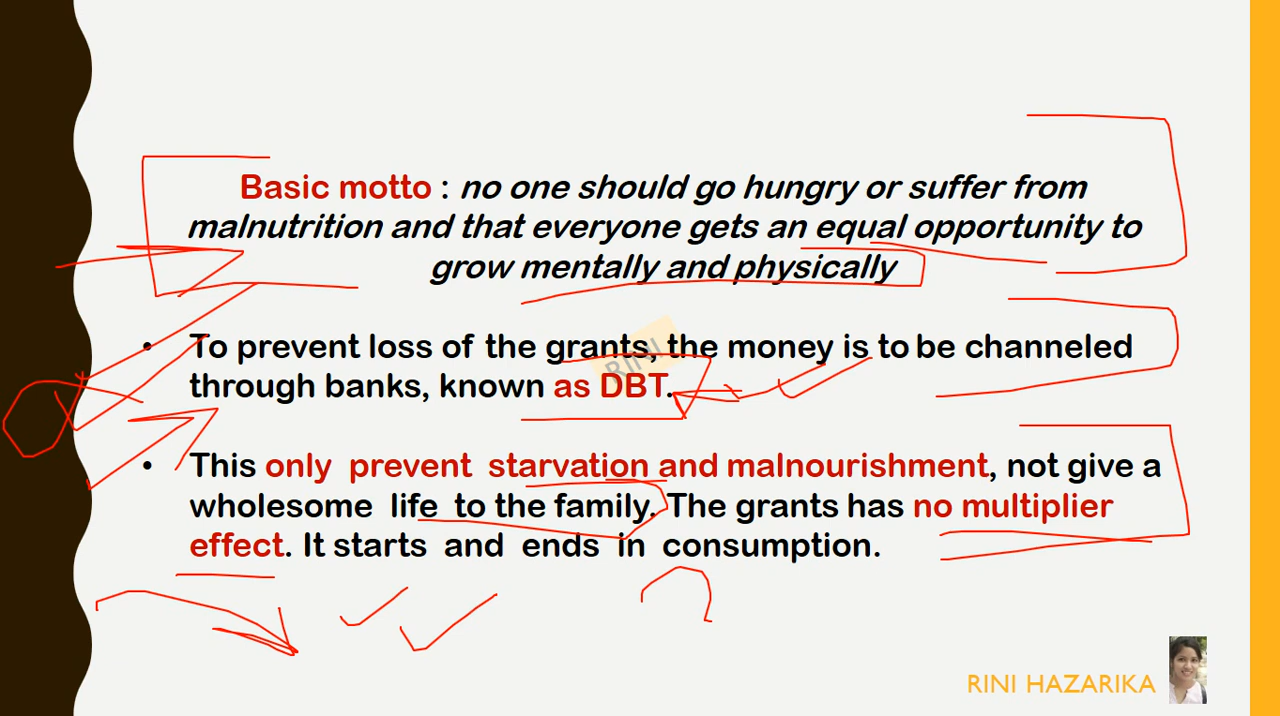 Basic motto : no one should go hungry or suffer from
malnutrition and that everyone gets an equal opportunity to
grow mentally and physically
• To prevent loss of the grants, the money is to be channeled
through banks, known as DBT.
RINI
• This only prevent starvation and malnourishment, not give a
wholesome life to the family. The grants has no multiplier
effect. It starts and ends in consumption.
RINI HAZARIKA